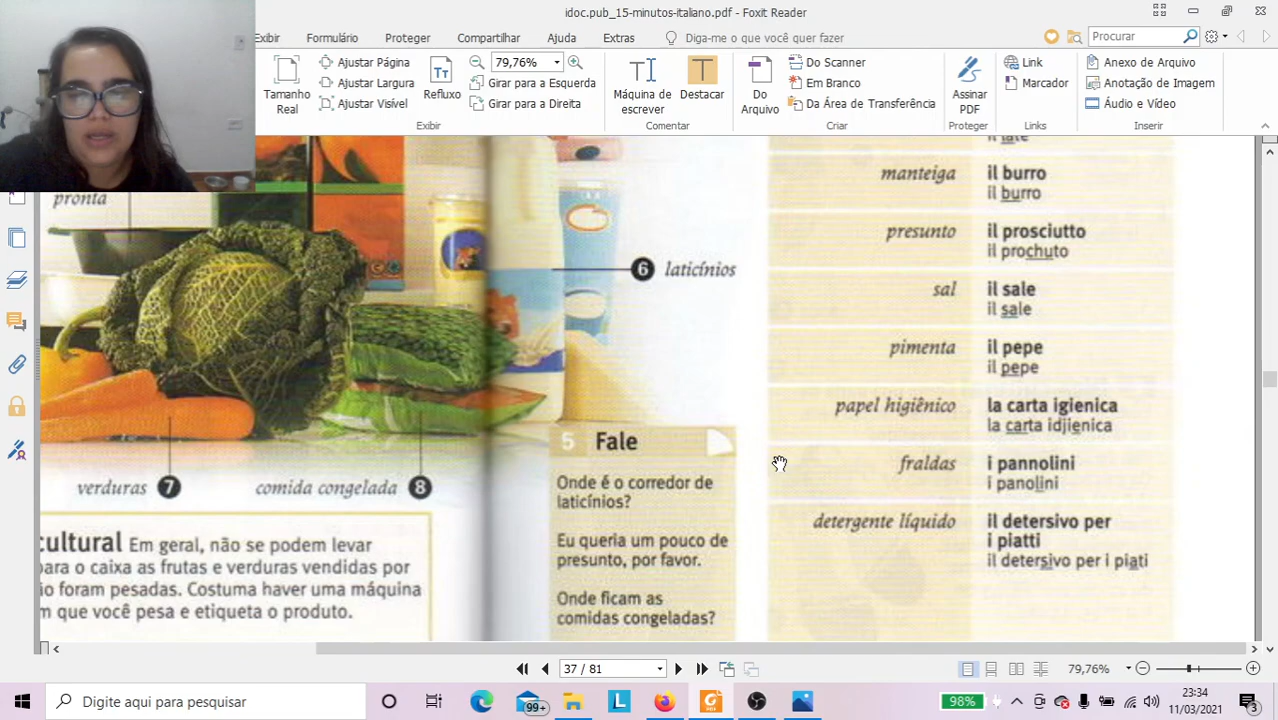 idoc.pub_15-minutos-italiano.pdf - Foxit Reader
Exibir
Formulário
Proteger
Compartilhar
Ajuda
Extras
Diga-me o que você quer fazer
Procurar
Tamanho
Real
Ajustar Página
Ajustar Largura
Ajustar Visível
Refluxo
79,76%
Girar para a Esquerda
Girar para a Direita
Exibir
Máquina de
escrever
Destacar
Comentar
Do
Arquivo
Do Scanner
Em Branco
Da Área de Transferência
Criar
Assinar
PDF
Proteger
Link
Marcador
Links
Anexo de Arquivo
Anotação de Imagem
Áudio e Vídeo
Inserir
pronta
6 laticínios
verduras 7
comida congelada 8
cultural Em geral, não se podem levar
para o caixa as frutas e verduras vendidas por
io foram pesadas. Costuma haver uma máquina
m que você pesa e etiqueta o produto.
5 Fale
Onde é o corredor de
laticínios?
Eu queria um pouco de
presunto, por favor.
Onde ficam as
comidas congeladas?
il late
manteiga il burro
il burro
presunto il prosciutto
il prochuto
sal il sale
il sale
pimenta il pepe
il pepe
papel higiênico la carta igienica
la carta idjienica
fraldas i pannolini
i panolini
detergente líquido il detersivo per
i piatti
il detersivo per i piati
37 / 81
79,76%
Digite aqui para pesquisar
99+
98%
23:34
11/03/2021
3